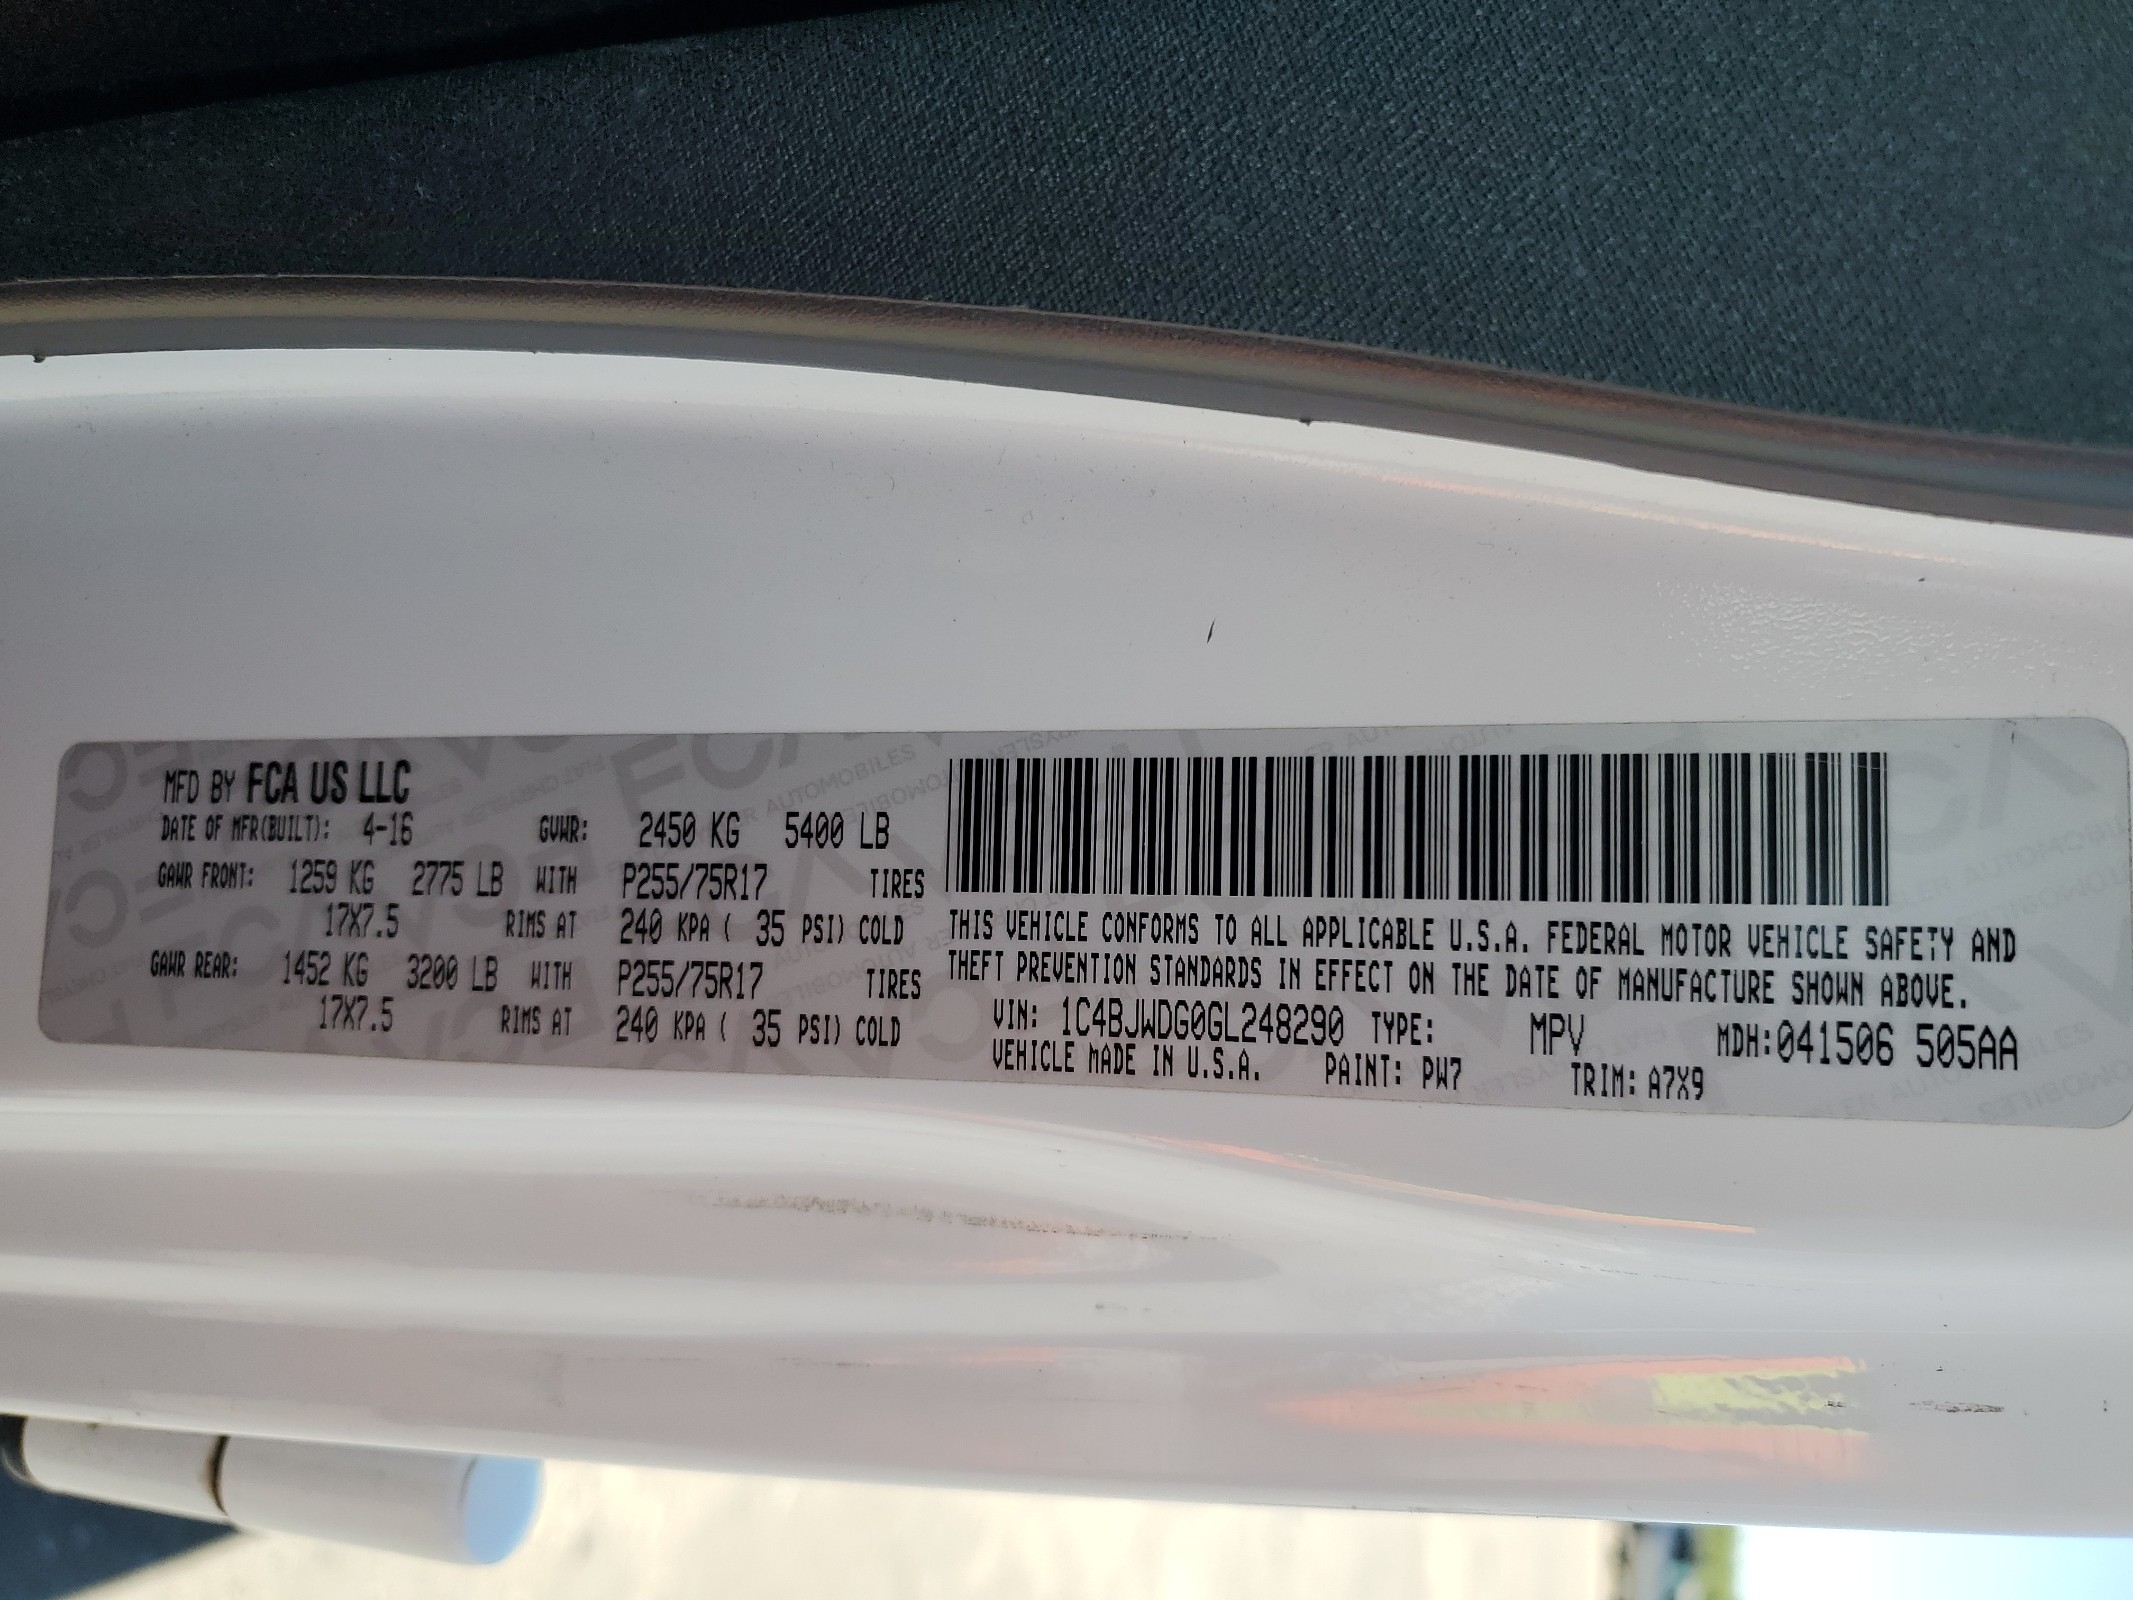 MFD BY FCA US LLC
DATE OF MFR(BUILT): 4-16 GVWR: 2450 KG 5400 LB
GAWR FRONT: 1259 KG 2775 LB WITH P255/75R17 TIRES
17X7.5 RIMS AT 240 KPA ( 35 PSI) COLD
GAWR REAR: 1452 KG 3200 LB WITH P255/75R17 TIRES
17X7.5 RIMS AT 240 KPA ( 35 PSI) COLD
THIS VEHICLE CONFORMS TO ALL APPLICABLE U.S.A. FEDERAL MOTOR VEHICLE SAFETY AND
THEFT PREVENTION STANDARDS IN EFFECT ON THE DATE OF MANUFACTURE SHOWN ABOVE.
VIN: 1C4BJWDG0GL248290 TYPE: MPV MDH:041506 505AA
VEHICLE MADE IN U.S.A. PAINT: PW7 TRIM: A7X9